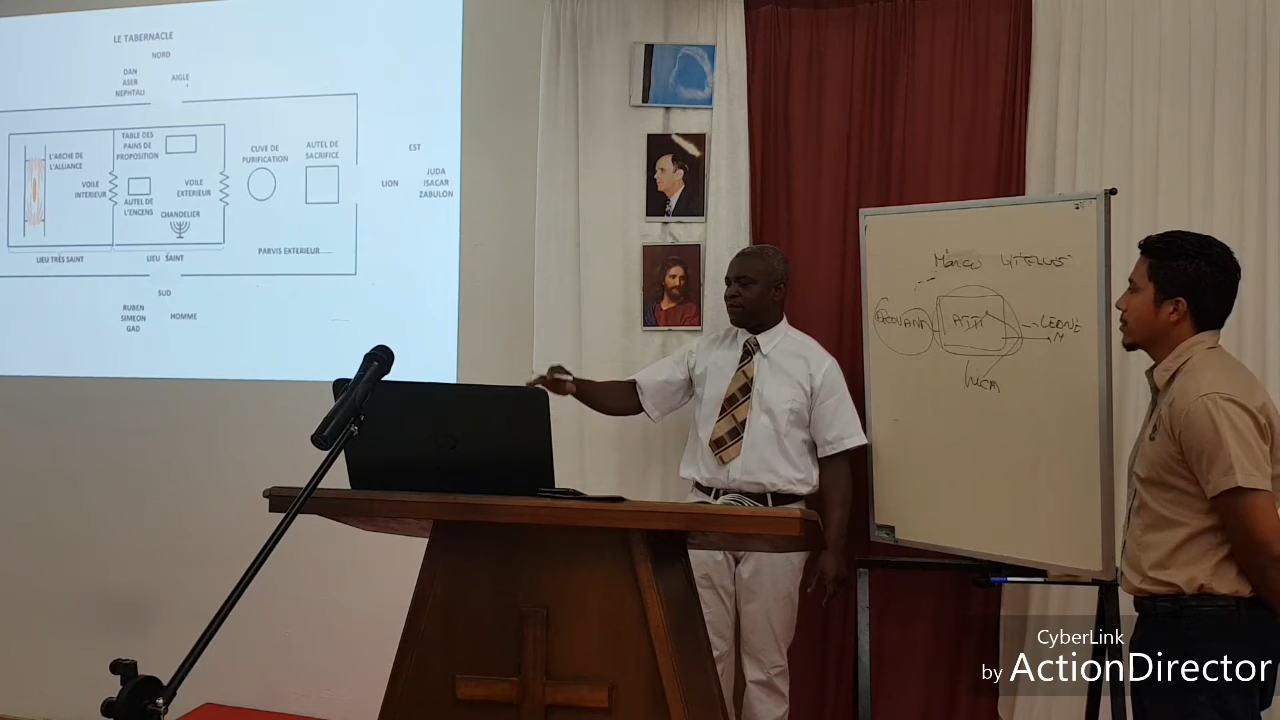 LE TABERNACLE
NORD
DAN
ASER
NEPHTALI
AIGLE
L'ARCHE DE
L'ALLIANCE
VOILE
INTERIEUR
TABLE DES
PAINS DE
PROPOSITION
AUTEL DE
L'ENCENS
VOILE
EXTERIEUR
CHANDELIER
CUVE DE
PURIFICATION
AUTEL DE
SACRIFICE
EST
LION
JUDA
ISACAR
ZABULON
LIEU TRÈS SAINT
LIEU SAINT
PARVIS EXTERIEUR
SUD
RUBEN
SIMEON
GAD
HOMME
CyberLink
by ActionDirector